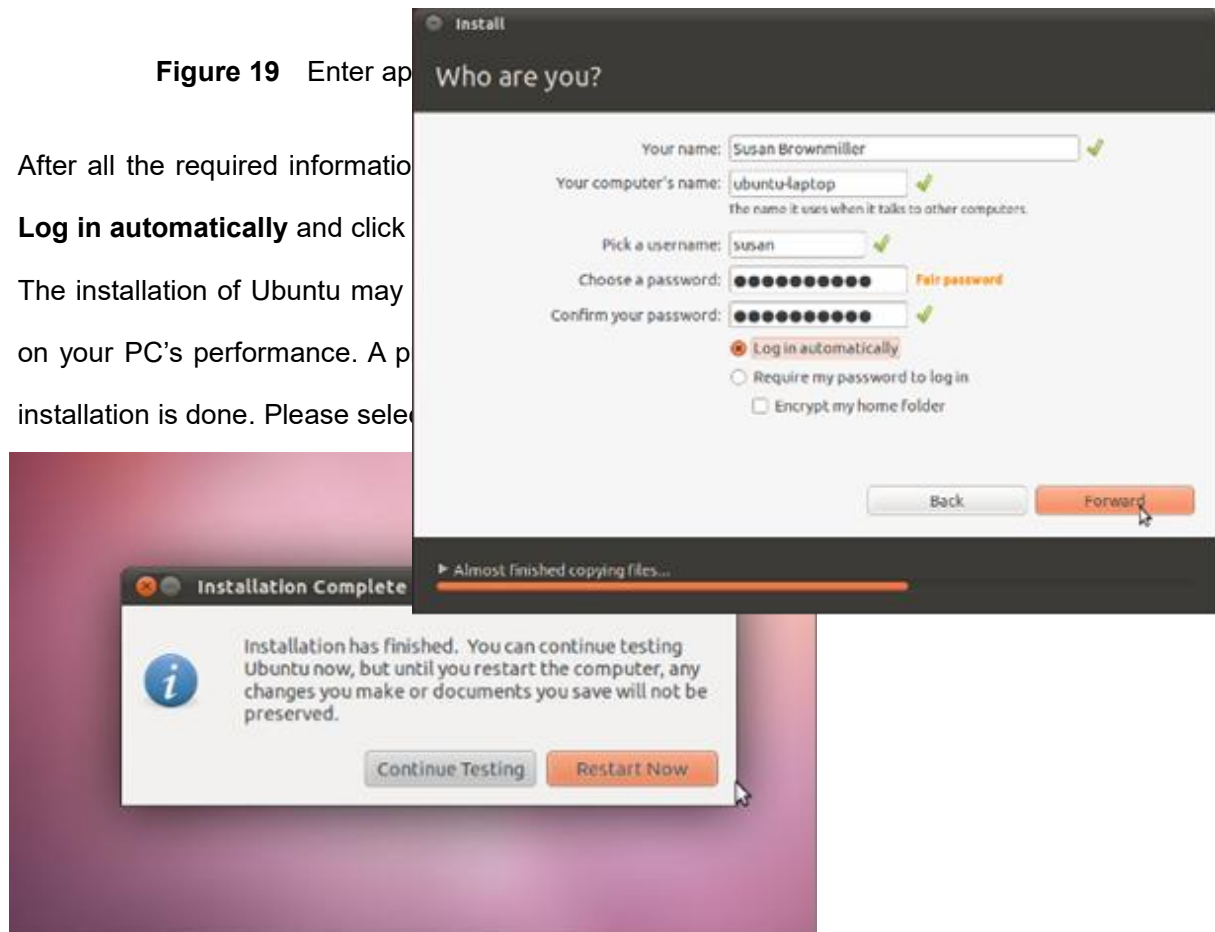 Figure 19 Enter ap
After all the required informatio
Log in automatically and click
The installation of Ubuntu may
on your PC's performance. A p
installation is done. Please selec
Install
Who are you?
Your name: Susan Brownmiller
Your computer's name: ubuntu-laptop
The name it uses when it talks to other computers.
Pick a username: susan
Choose a password: ●●●●●●●●●● Fair password
Confirm your password: ●●●●●●●●●●
Log in automatically
Require my password to log in
Encrypt my home folder
Back Forward
Almost finished copying files...
Installation Complete
Installation has finished. You can continue testing
Ubuntu now, but until you restart the computer, any
changes you make or documents you save will not be
preserved.
Continue Testing Restart Now